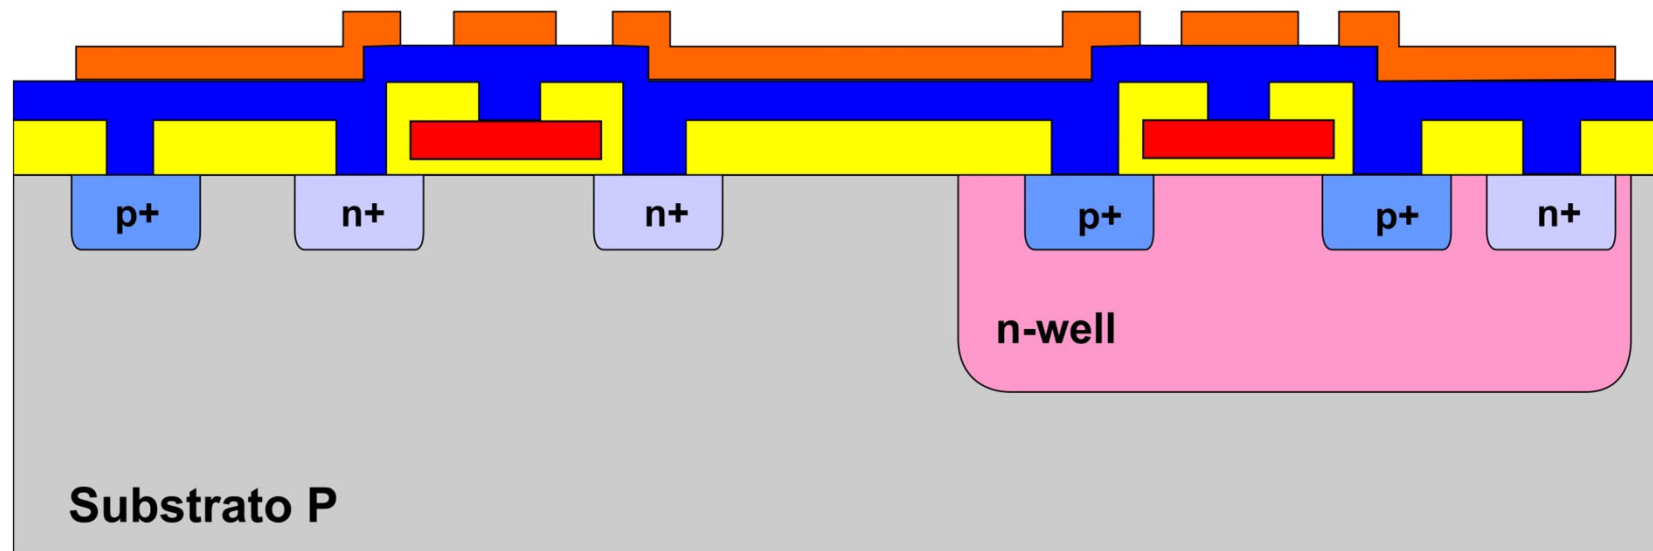 p+
n+
n+
p+
p+
n+
n-well
Substrato P